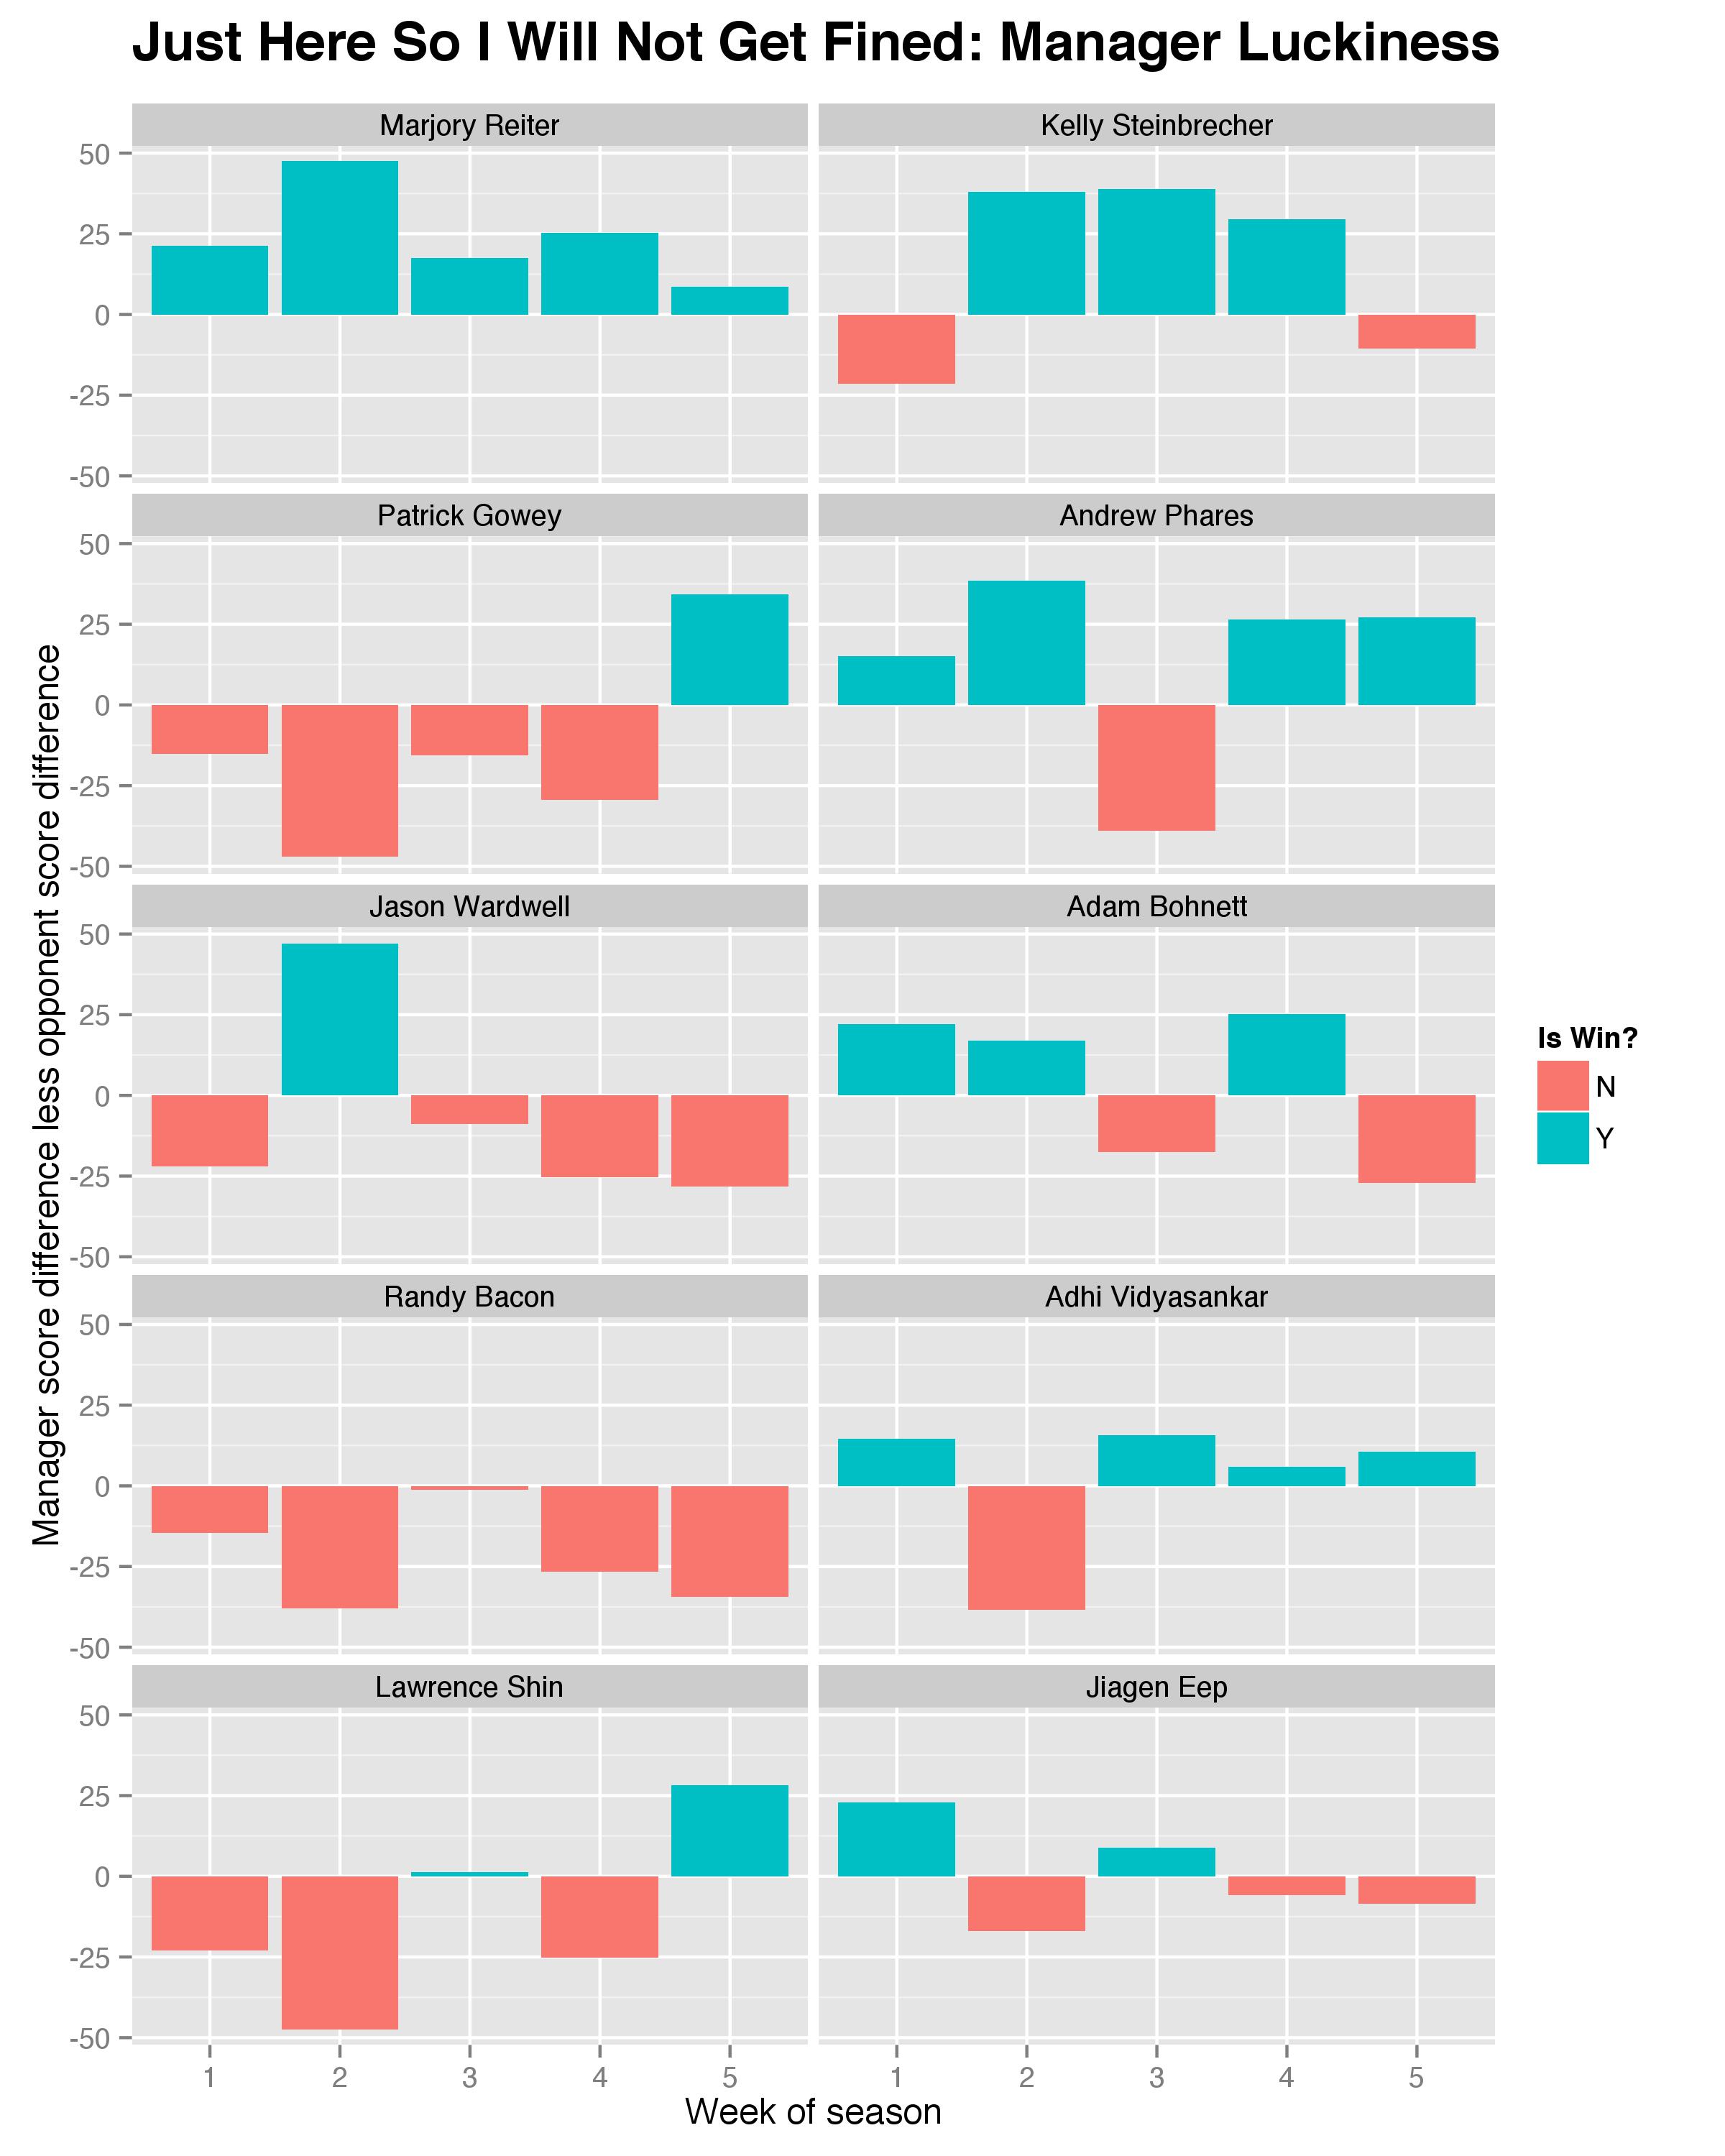 Just Here So I Will Not Get Fined: Manager Luckiness
Marjory Reiter
Kelly Steinbrecher
50
25
0
-25
-50
Patrick Gowey
Andrew Phares
50
25
0
-25
-50
Jason Wardwell
Adam Bohnett
50
25
0
-25
-50
Randy Bacon
Adhi Vidyasankar
50
25
0
-25
-50
Lawrence Shin
Jiagen Eep
50
25
0
-25
-50
1 2 3 4 5 1 2 3 4 5
Week of season
Manager score difference less opponent score difference
Is Win?
N
Y